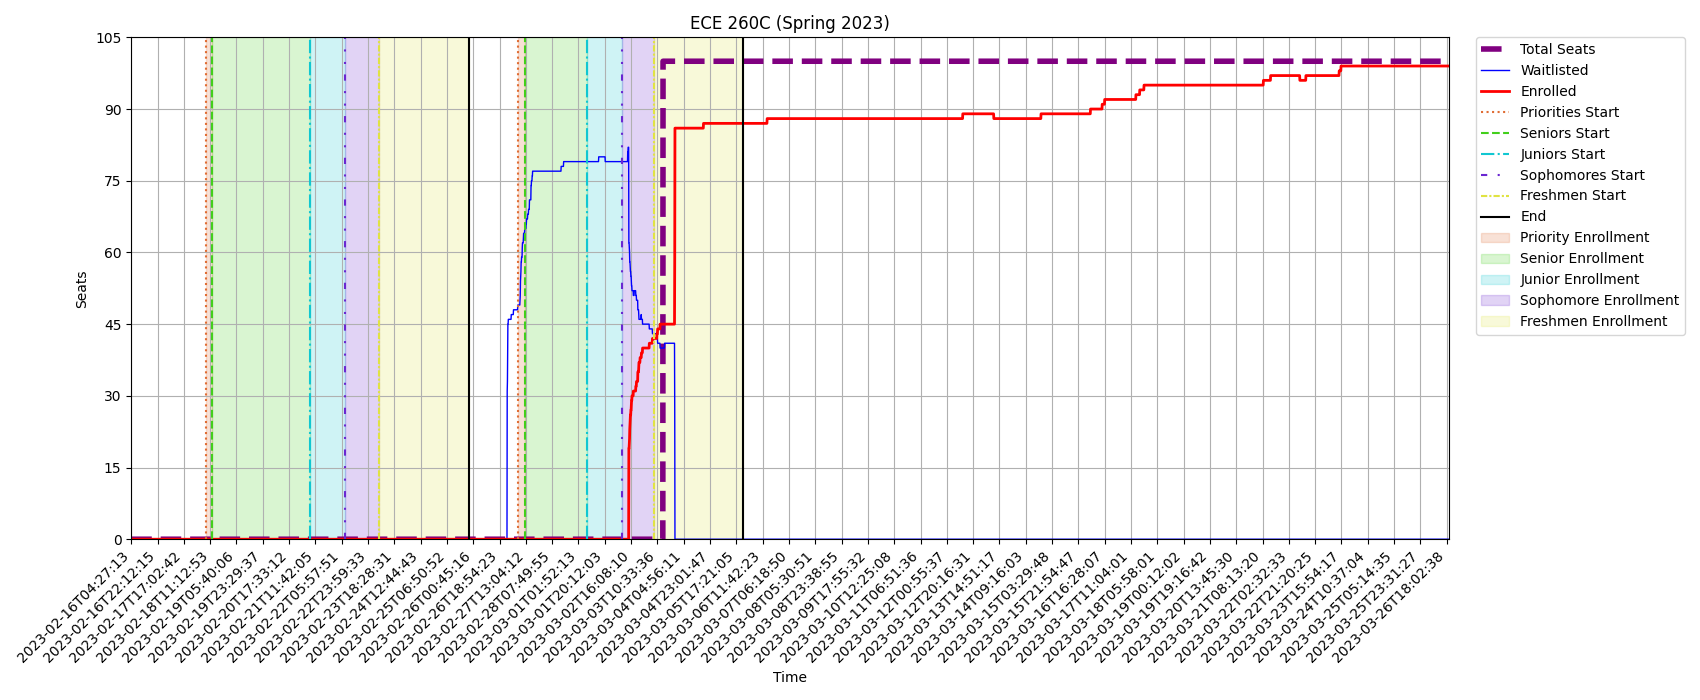 ECE 260C (Spring 2023)
105
90
75
60
45
30
15
0
Seats
2023-02-16T04:27:13
2023-02-16T22:12:15
2023-02-17T17:02:42
2023-02-18T11:12:53
2023-02-19T05:40:06
2023-02-19T23:29:37
2023-02-20T17:33:12
2023-02-21T11:42:05
2023-02-22T05:57:51
2023-02-22T23:59:33
2023-02-23T18:28:31
2023-02-24T12:44:43
2023-02-25T06:50:52
2023-02-26T00:45:16
2023-02-26T18:54:23
2023-02-27T13:04:12
2023-02-28T07:49:55
2023-03-01T01:52:13
2023-03-01T20:12:03
2023-03-02T16:08:10
2023-03-03T10:33:36
2023-03-04T04:56:11
2023-03-04T23:01:47
2023-03-05T17:21:05
2023-03-06T11:42:23
2023-03-07T06:18:50
2023-03-08T05:30:51
2023-03-08T23:38:55
2023-03-09T17:55:32
2023-03-10T12:25:08
2023-03-11T06:51:36
2023-03-12T00:55:37
2023-03-12T20:16:31
2023-03-13T14:51:17
2023-03-14T09:16:03
2023-03-15T03:29:48
2023-03-15T21:54:47
2023-03-16T16:28:07
2023-03-17T11:04:01
2023-03-18T05:58:01
2023-03-19T00:12:02
2023-03-19T19:16:42
2023-03-20T13:45:30
2023-03-21T08:13:20
2023-03-22T02:32:33
2023-03-22T21:20:25
2023-03-23T15:54:17
2023-03-24T10:37:04
2023-03-25T05:14:35
2023-03-25T23:31:27
2023-03-26T18:02:38
Time
Total Seats
Waitlisted
Enrolled
Priorities Start
Seniors Start
Juniors Start
Sophomores Start
Freshmen Start
End
Priority Enrollment
Senior Enrollment
Junior Enrollment
Sophomore Enrollment
Freshmen Enrollment